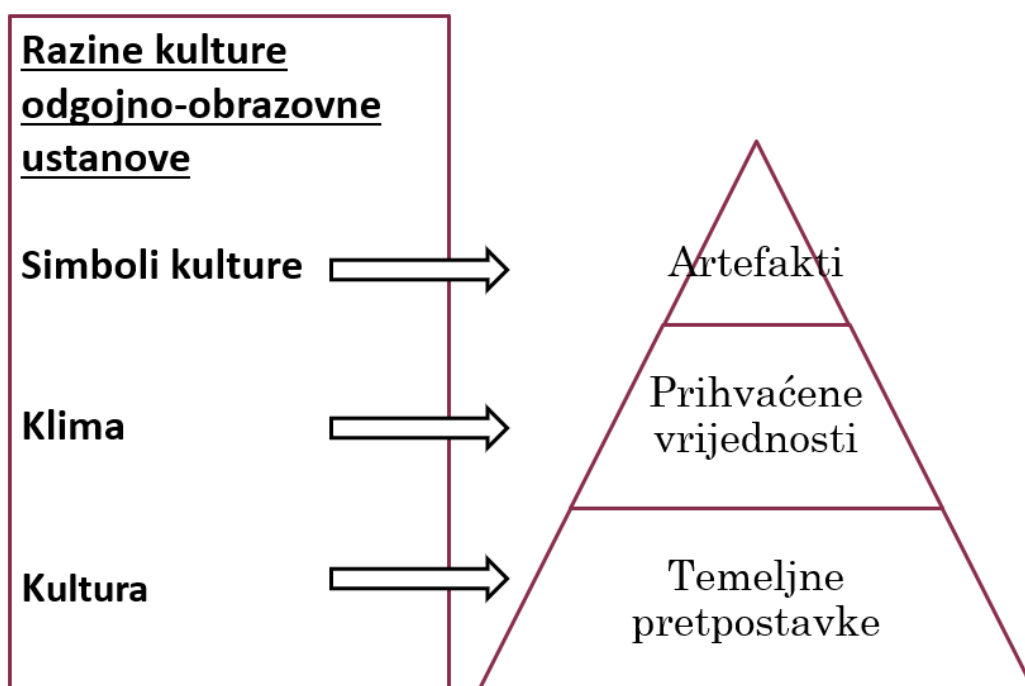 Razine kulture
odgojno-obrazovne
ustanove
Simboli kulture
Artefakti
Klima
Prihvaćene
vrijednosti
Kultura
Temeljne
pretpostavke